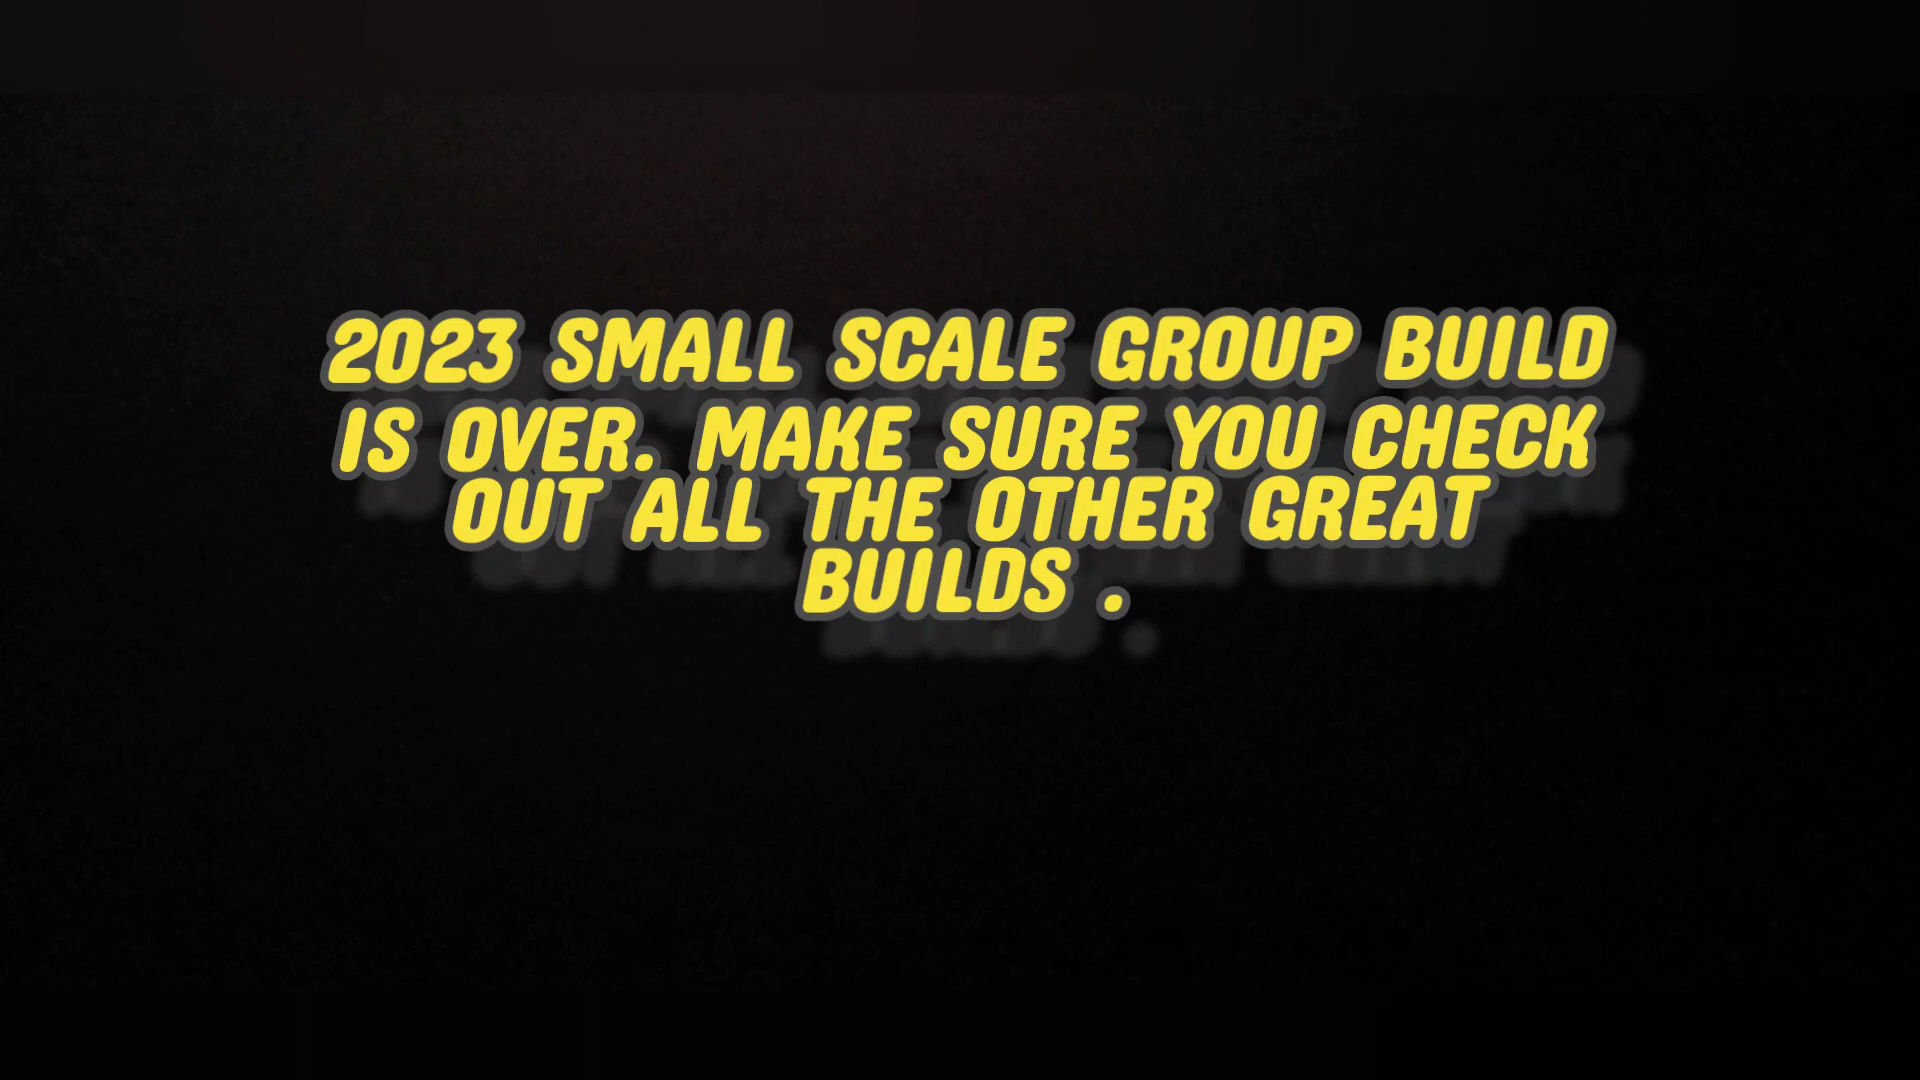 2023 SMALL SCALE GROUP BUILD
IS OVER. MAKE SURE YOU CHECK
OUT ALL THE OTHER GREAT
BUILDS .